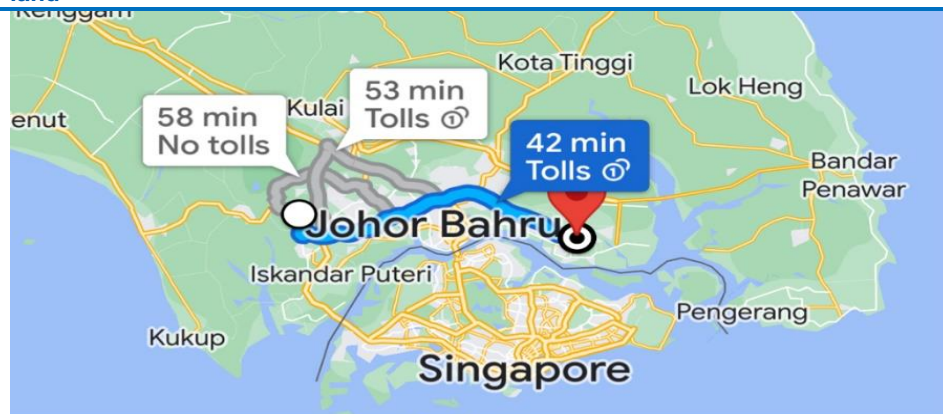 Kota Tinggi
Lok Heng
53 min
Tolls
Kulai
58 min
No tolls
enut
42 min
Tolls
Bandar
Penawar
Johor Bahru
Iskandar Puteri
Pengerang
Kukup
Singapore